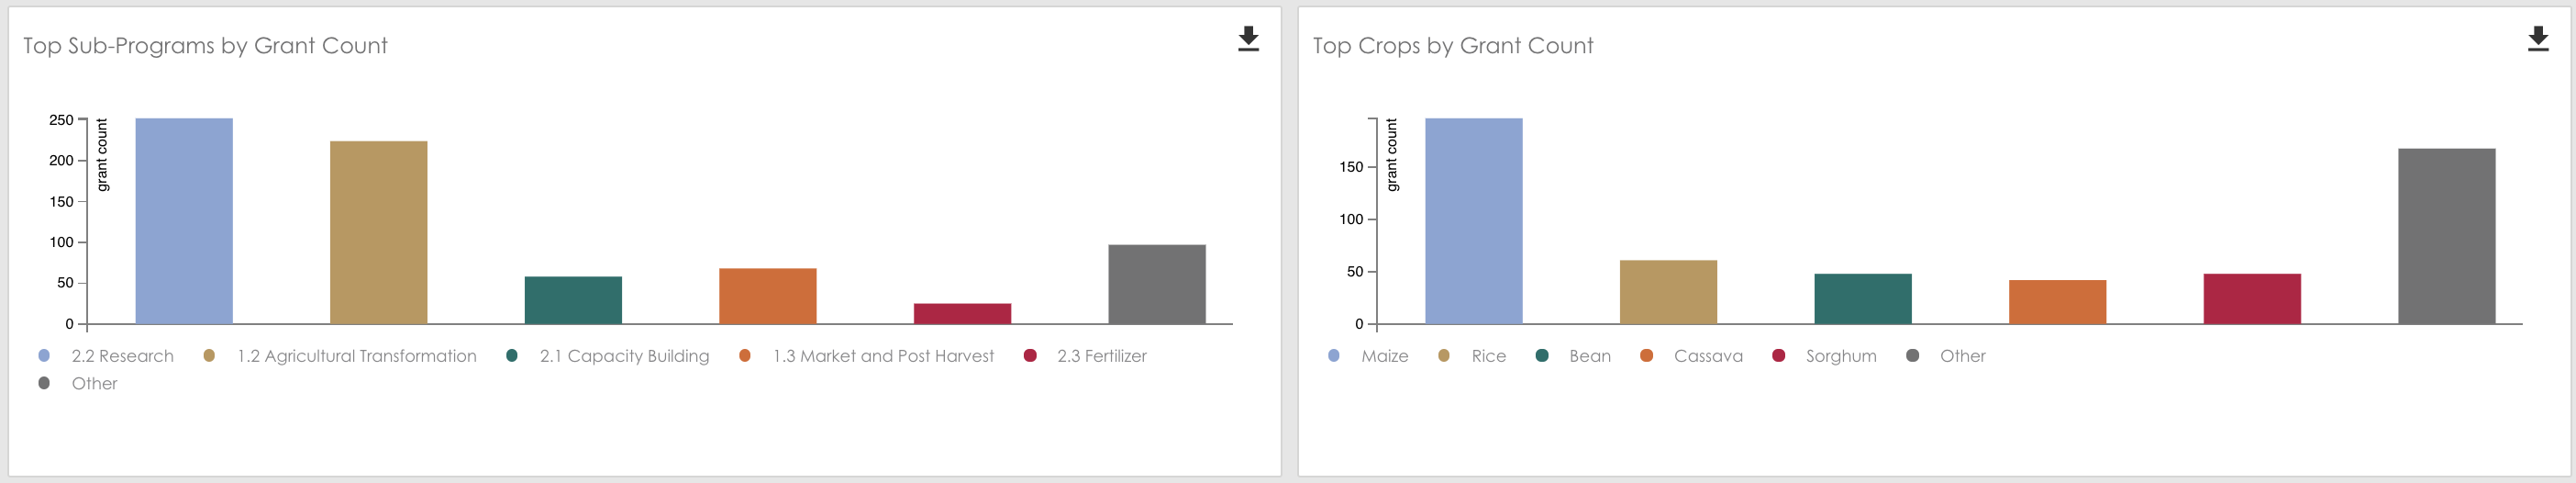 Top Sub-Programs by Grant Count
250
200
150
100
50
0
grant count
2.2 Research 1.2 Agricultural Transformation 2.1 Capacity Building 1.3 Market and Post Harvest 2.3 Fertilizer
Other
Top Crops by Grant Count
150
100
50
0
grant count
Maize Rice Bean Cassava Sorghum Other